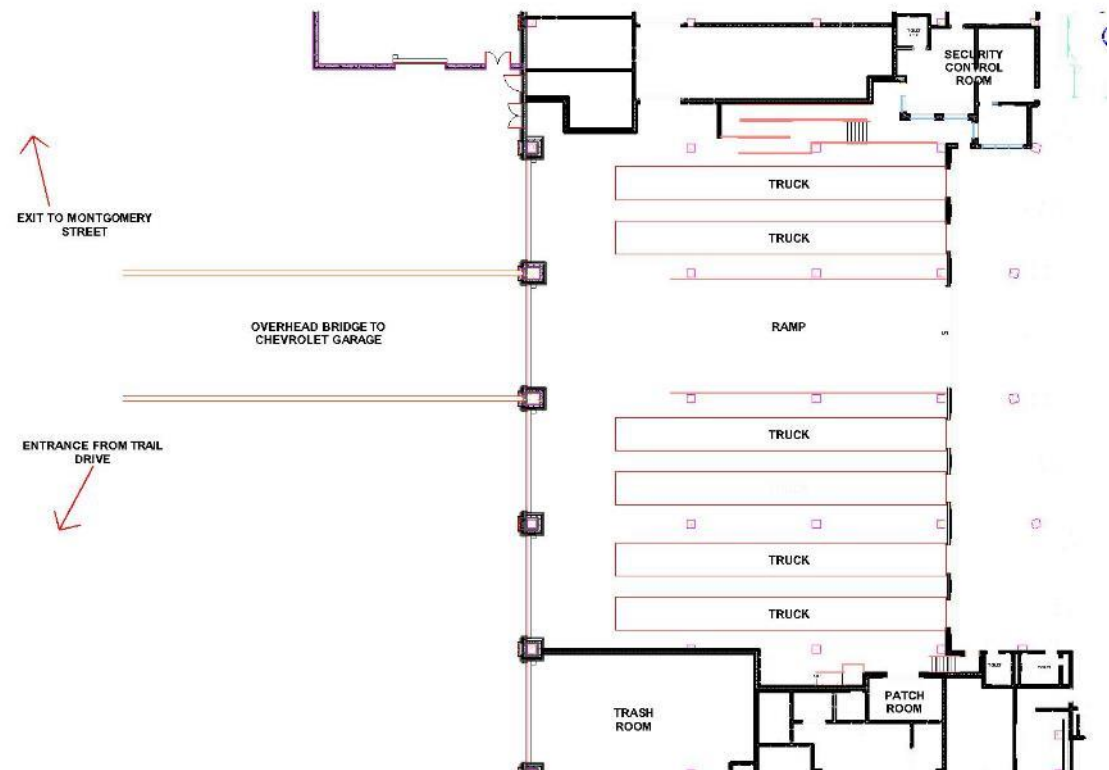 SECURITY
CONTROL
ROOM
TRUCK
EXIT TO MONTGOMERY
STREET
TRUCK
OVERHEAD BRIDGE TO
CHEVROLET GARAGE
RAMP
TRUCK
ENTRANCE FROM TRAIL
DRIVE
TRUCK
TRUCK
PATCH
ROOM
TRASH
ROOM